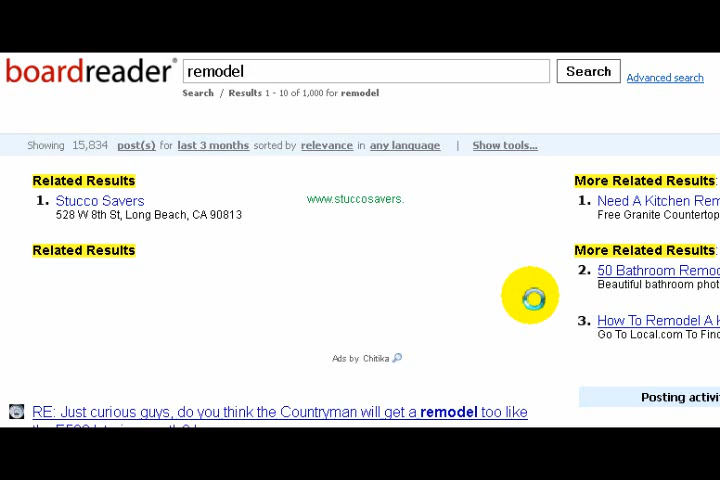 boardreader
remodel
Search
Advanced search
Search / Results 1 - 10 of 1,000 for remodel
Showing 15,834 post(s) for last 3 months sorted by relevance in any language | Show tools...
Related Results
1. Stucco Savers
528 W 8th St, Long Beach, CA 90813
www.stuccosavers.
Related Results
More Related Results:
1. Need A Kitchen Rem
Free Granite Countertop
More Related Results:
2. 50 Bathroom Remod
Beautiful bathroom phot
3. How To Remodel A K
Go To Local.com To Find
Ads by Chitika
Posting activi
RE: Just curious guys, do you think the Countryman will get a remodel too like